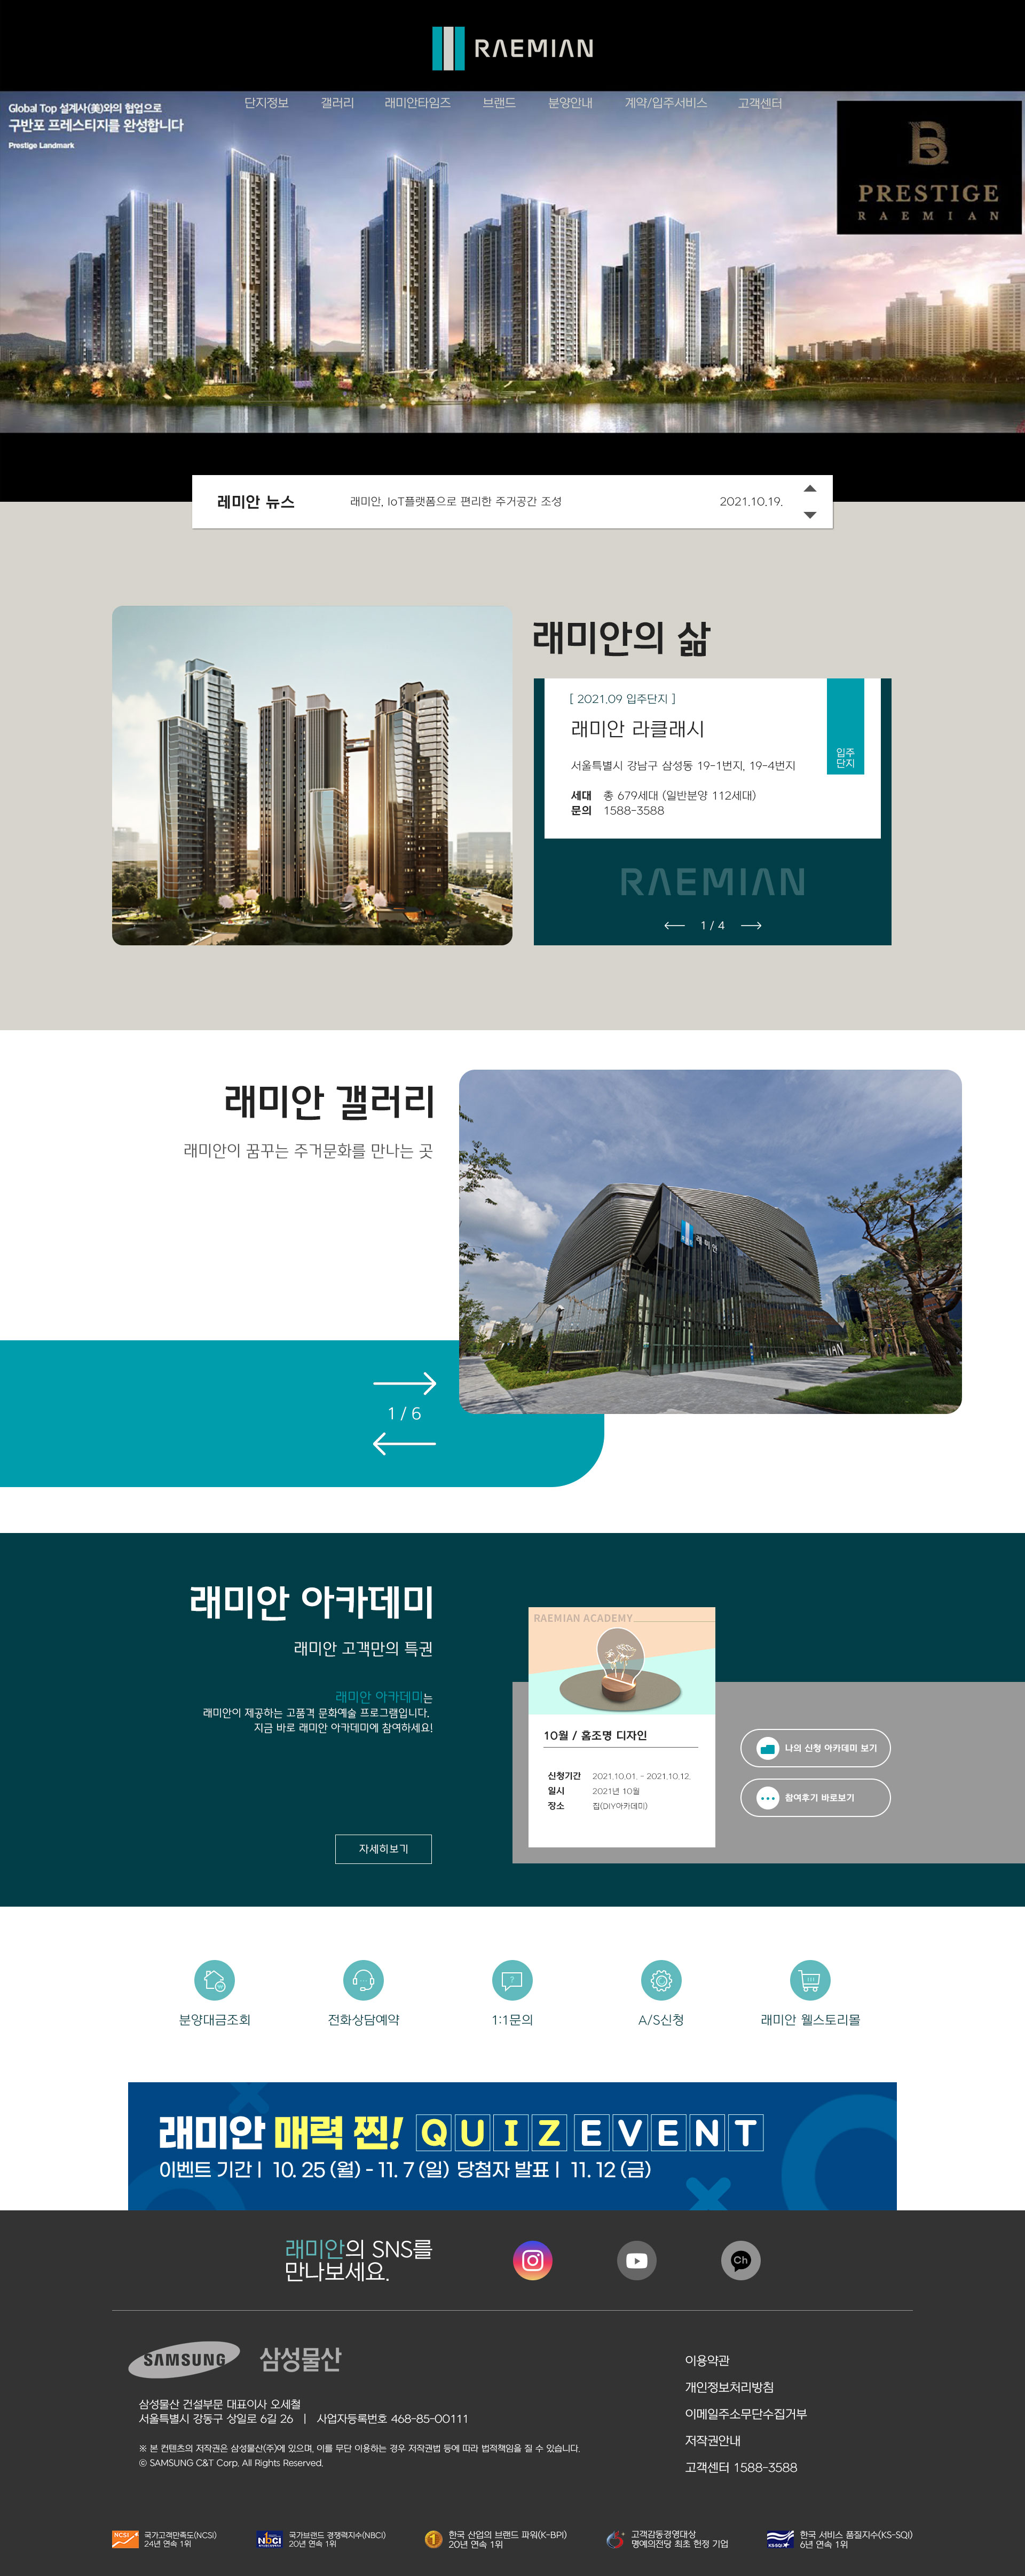 RAEMIAN
단지정보 갤러리 래미안타임즈 브랜드 분양안내 계약/입주서비스 고객센터
Global Top 설계사(美)와의 협업으로
구반포 프레스티지를 완성합니다
Prestige Landmark
B
PRESTIGE
RAEMIAN
레미안 뉴스 래미안, IoT플랫폼으로 편리한 주거공간 조성 2021.10.19.
래미안의 삶
[ 2021.09 입주단지 ]
래미안 라클래시
입주
단지
서울특별시 강남구 삼성동 19-1번지, 19-4번지
세대 총 679세대 (일반분양 112세대)
문의 1588-3588
RAEMIAN
1 / 4
래미안 갤러리
래미안이 꿈꾸는 주거문화를 만나는 곳
래미안
1 / 6
래미안 아카데미
래미안 고객만의 특권
래미안 아카데미는
래미안이 제공하는 고품격 문화예술 프로그램입니다.
지금 바로 래미안 아카데미에 참여하세요!
자세히보기
RAEMIAN ACADEMY
10월 / 홈조명 디자인
신청기간 2021.10.01. - 2021.10.12.
일시 2021년 10월
장소 집(DIY아카데미)
나의 신청 아카데미 보기
참여후기 바로보기
분양대금조회 전화상담예약 1:1문의 A/S신청 래미안 웰스토리몰
래미안 매력 찐! QUIZ EVENT
이벤트 기간 | 10. 25 (월) - 11. 7 (일) 당첨자 발표 | 11. 12 (금)
래미안의 SNS를
만나보세요.
Ch
SAMSUNG 삼성물산
삼성물산 건설부문 대표이사 오세철
서울특별시 강동구 상일로 6길 26 | 사업자등록번호 468-85-00111
※ 본 컨텐츠의 저작권은 삼성물산(주)에 있으며, 이를 무단 이용하는 경우 저작권법 등에 따라 법적책임을 질 수 있습니다.
© SAMSUNG C&T Corp. All Rights Reserved.
이용약관
개인정보처리방침
이메일주소무단수집거부
저작권안내
고객센터 1588-3588
NCSI 국가고객만족도(NCSI)
24년 연속 1위
NBCI 국가브랜드 경쟁력지수(NBCI)
20년 연속 1위
1 한국 산업의 브랜드 파워(K-BPI)
20년 연속 1위
고객감동경영대상
명예의전당 최초 헌정 기업
KS-SQI 한국 서비스 품질지수(KS-SQI)
6년 연속 1위